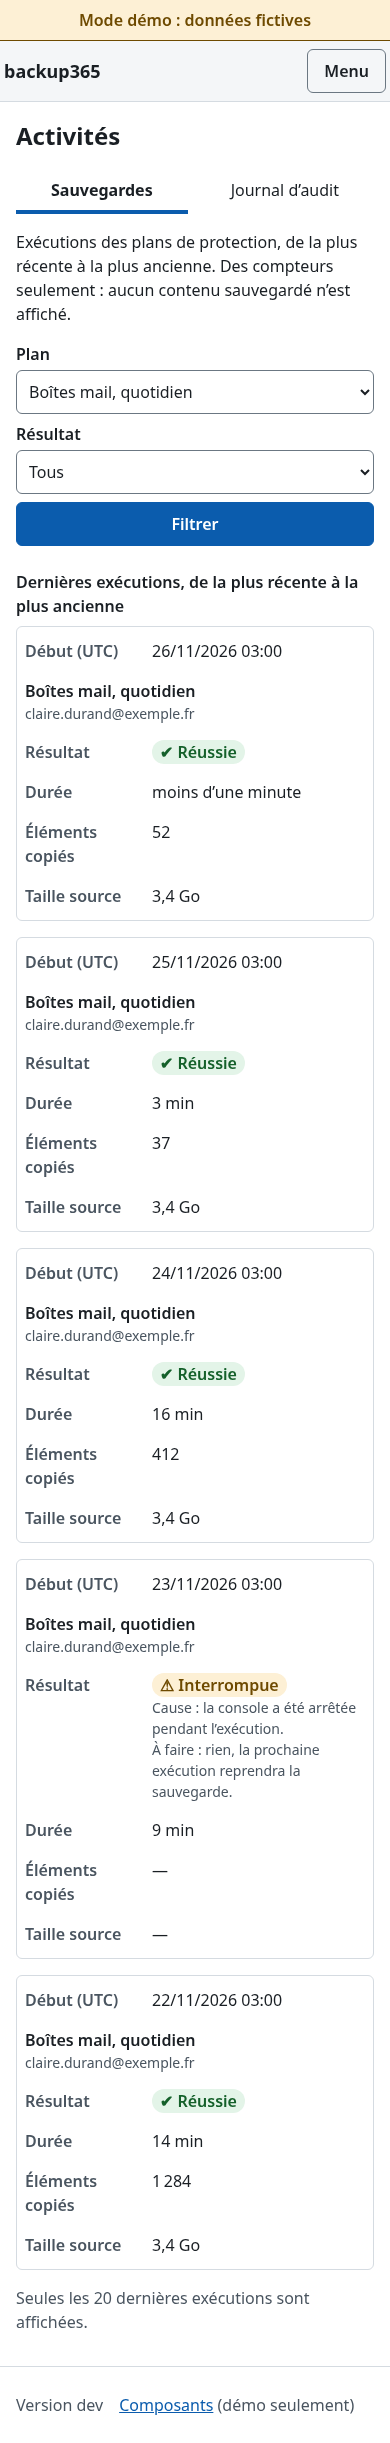 Mode démo : données fictives
backup365
Menu
Activités
Sauvegardes
Journal d’audit
Exécutions des plans de protection, de la plus
récente à la plus ancienne. Des compteurs
seulement : aucun contenu sauvegardé n’est
affiché.
Plan
Boîtes mail, quotidien
Résultat
Tous
Filtrer
Dernières exécutions, de la plus récente à la
plus ancienne
Début (UTC) 26/11/2026 03:00
Boîtes mail, quotidien
claire.durand@exemple.fr
Résultat ✔ Réussie
Durée moins d’une minute
Éléments
copiés 52
Taille source 3,4 Go
Début (UTC) 25/11/2026 03:00
Boîtes mail, quotidien
claire.durand@exemple.fr
Résultat ✔ Réussie
Durée 3 min
Éléments
copiés 37
Taille source 3,4 Go
Début (UTC) 24/11/2026 03:00
Boîtes mail, quotidien
claire.durand@exemple.fr
Résultat ✔ Réussie
Durée 16 min
Éléments
copiés 412
Taille source 3,4 Go
Début (UTC) 23/11/2026 03:00
Boîtes mail, quotidien
claire.durand@exemple.fr
Résultat ⚠ Interrompue
Cause : la console a été arrêtée
pendant l’exécution.
À faire : rien, la prochaine
exécution reprendra la
sauvegarde.
Durée 9 min
Éléments
copiés —
Taille source —
Début (UTC) 22/11/2026 03:00
Boîtes mail, quotidien
claire.durand@exemple.fr
Résultat ✔ Réussie
Durée 14 min
Éléments
copiés 1 284
Taille source 3,4 Go
Seules les 20 dernières exécutions sont
affichées.
Version dev Composants (démo seulement)